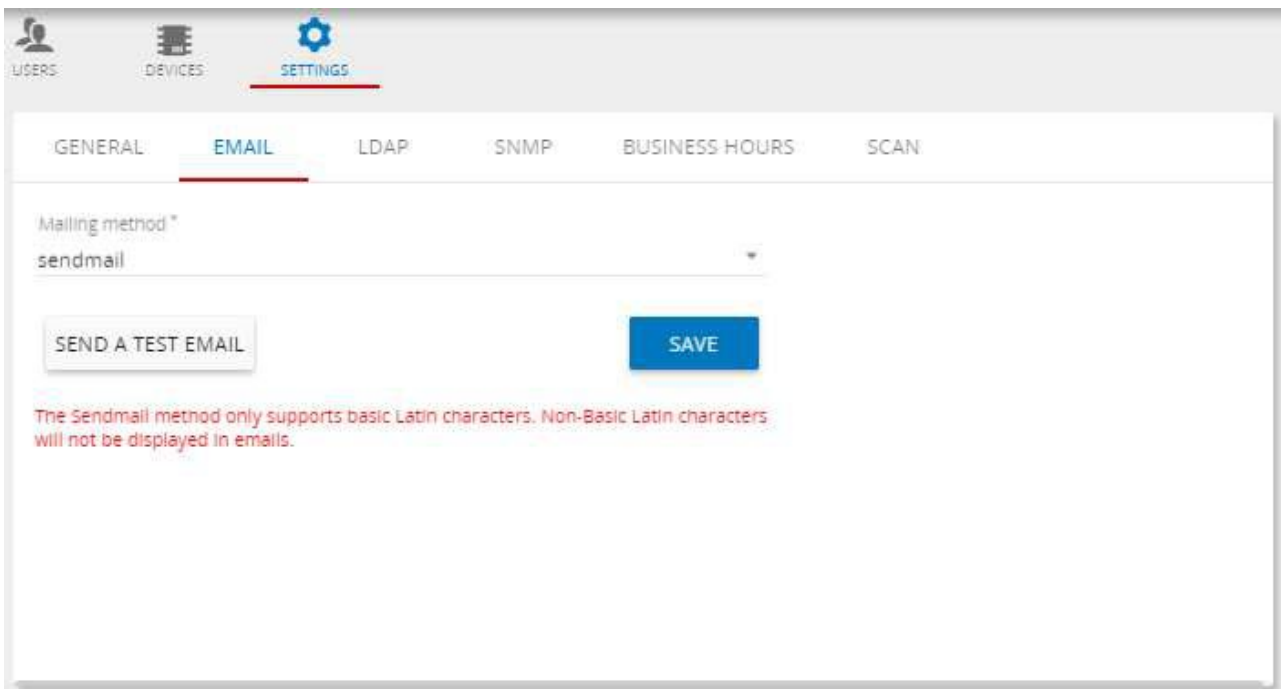 USERS DEVICES SETTINGS
GENERAL EMAIL LDAP SNMP BUSINESS HOURS SCAN
Mailing method *
sendmail
SEND A TEST EMAIL SAVE
The Sendmail method only supports basic Latin characters. Non-Basic Latin characters
will not be displayed in emails.